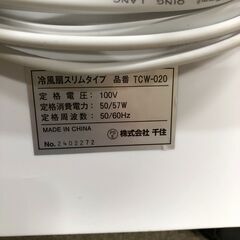 冷風扇スリムタイプ 品番 TCW-020
定格電圧: 100V
定格消費電力: 50/57W
定格周波数: 50/60Hz
MADE IN CHINA
No. 2402272 株式会社 千住